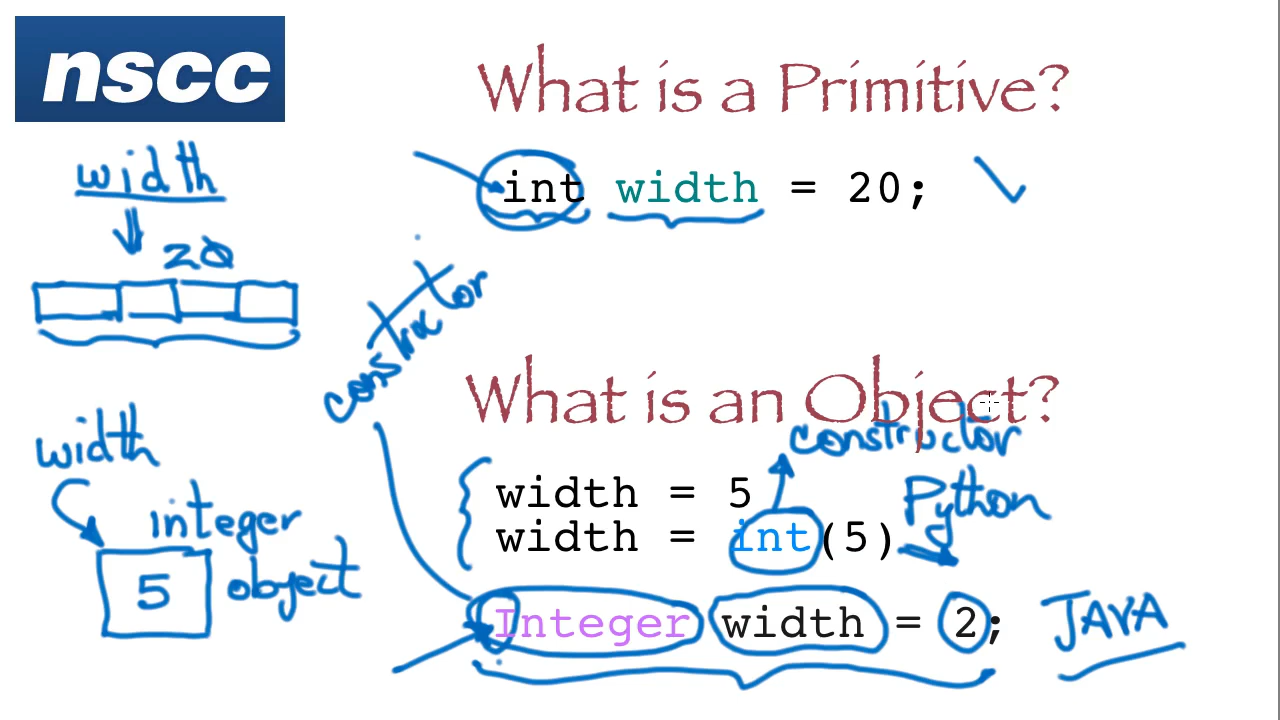 nscc
What is a Primitive?
width
int width = 20;
20
constructor
What is an Object?
constructor
width
width = 5
Python
integer
width = int(5)
object
5
Integer width = 2;
JAVA